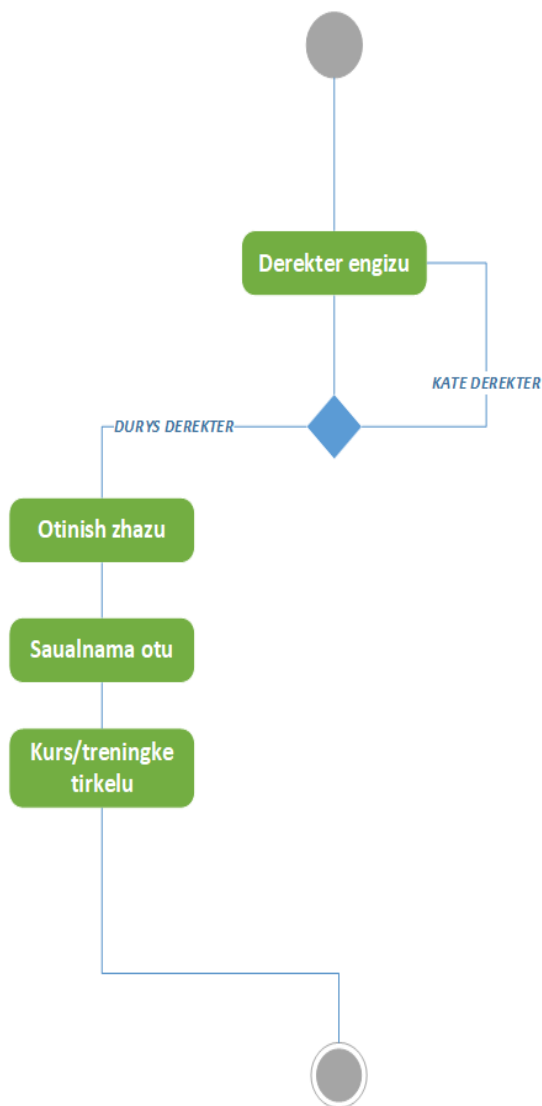 Derekter engizu
KATE DEREKTER
DURYS DEREKTER
Otinish zhazu
Saualnama otu
Kurs/treningke
tirkelu